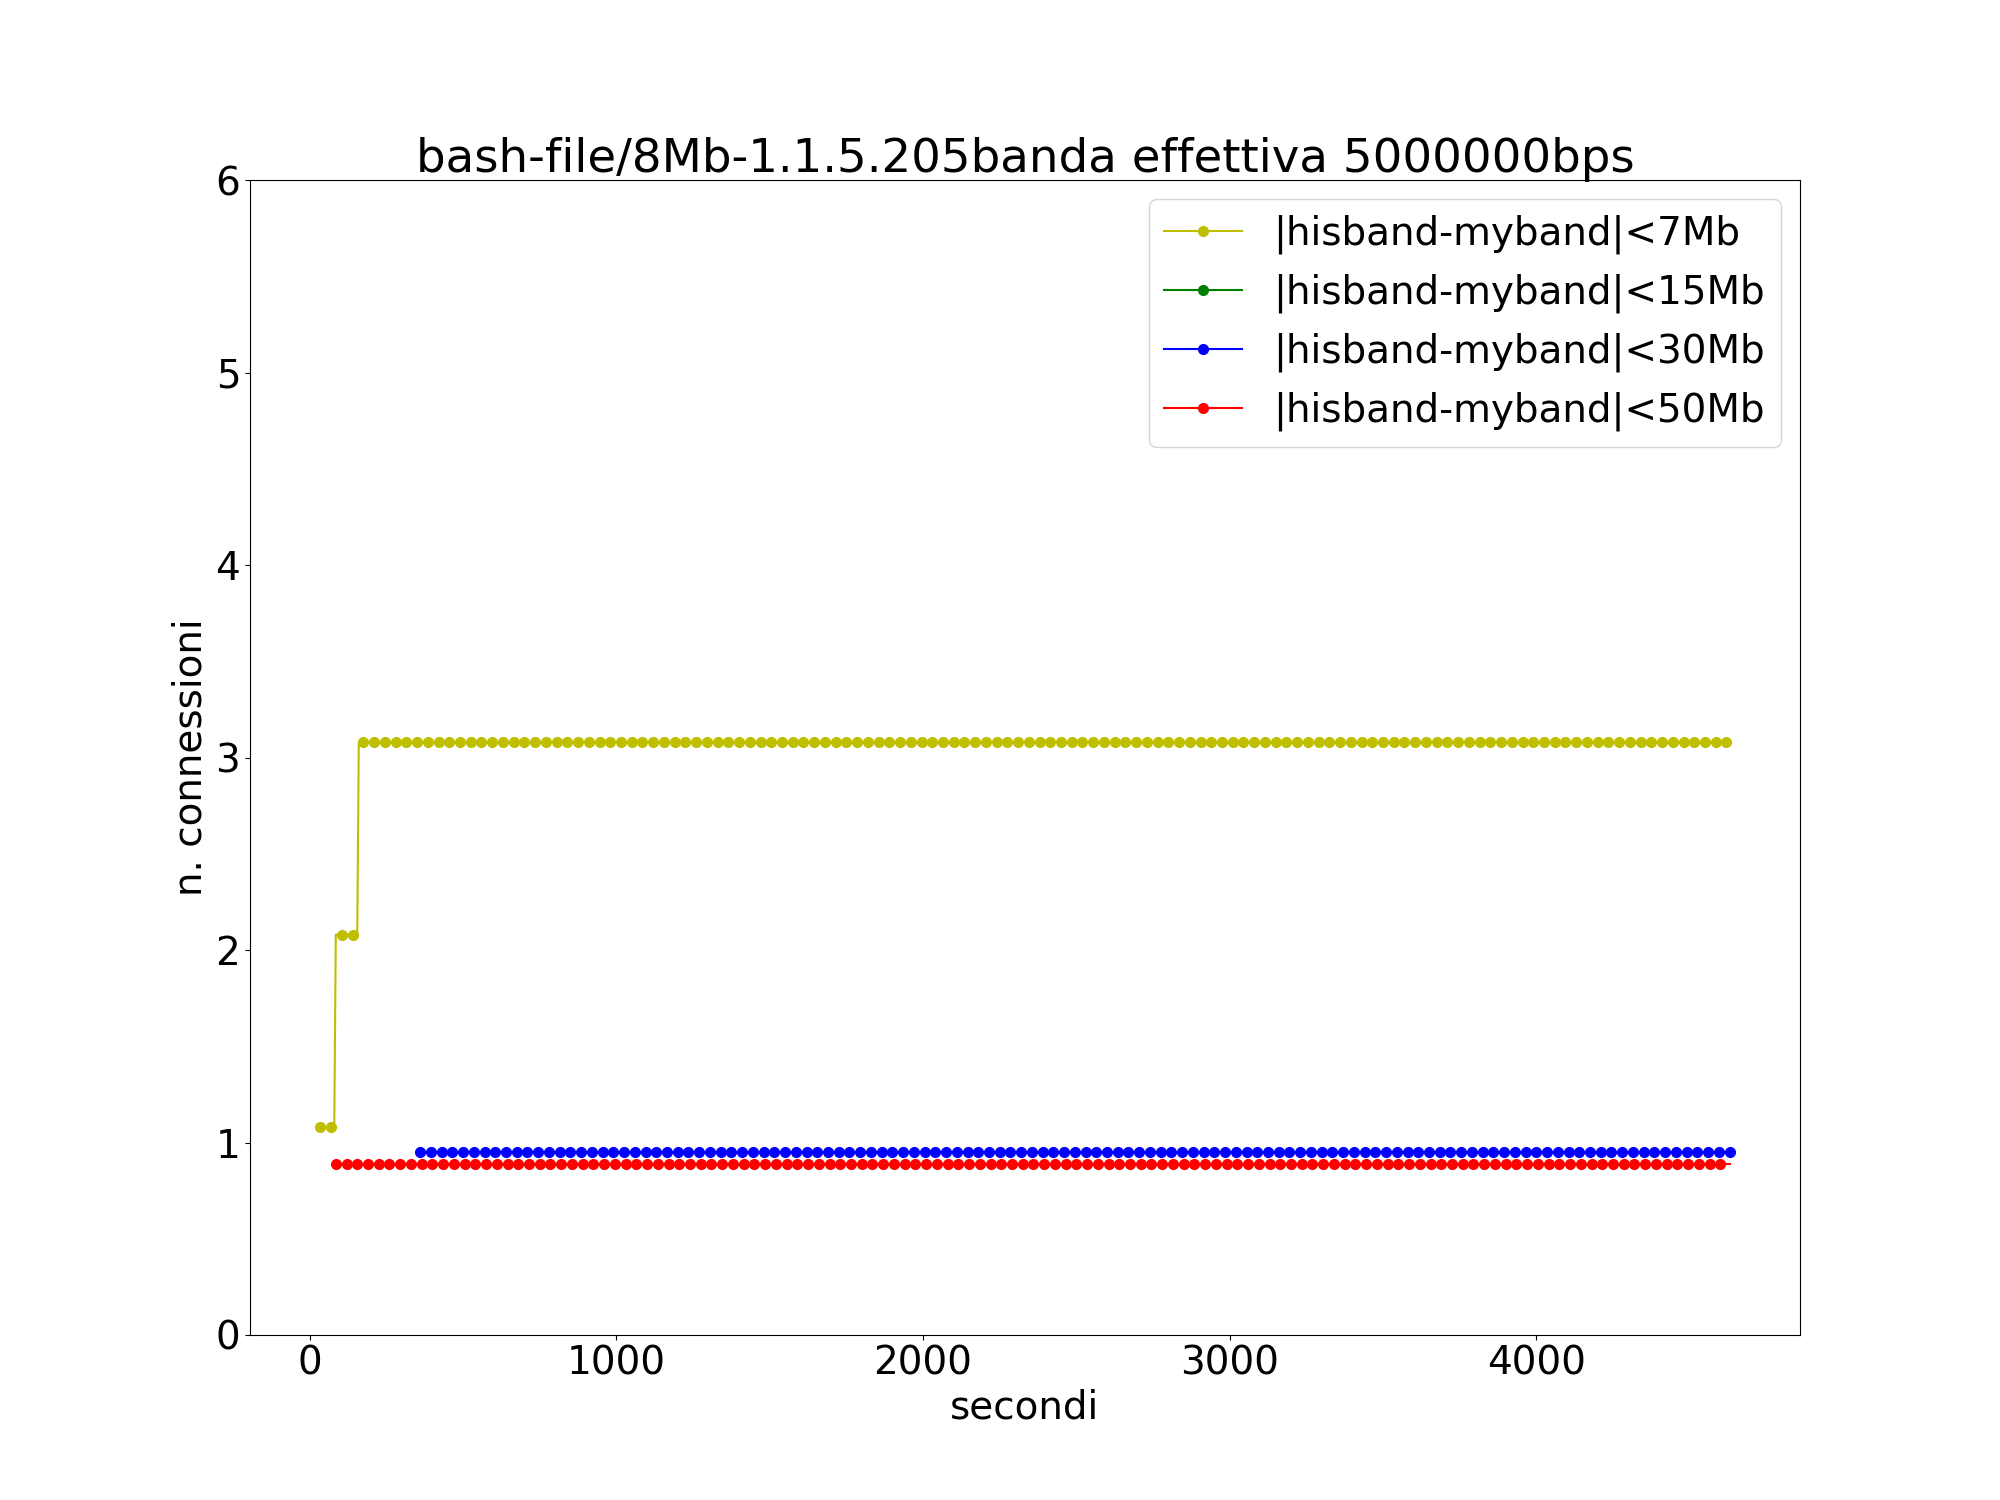 bash-file/8Mb-1.1.5.205banda effettiva 5000000bps
6
|hisband-myband|<7Mb
|hisband-myband|<15Mb
|hisband-myband|<30Mb
|hisband-myband|<50Mb
5
4
3
2
1
0
n. connessioni
0 1000 2000 3000 4000
secondi